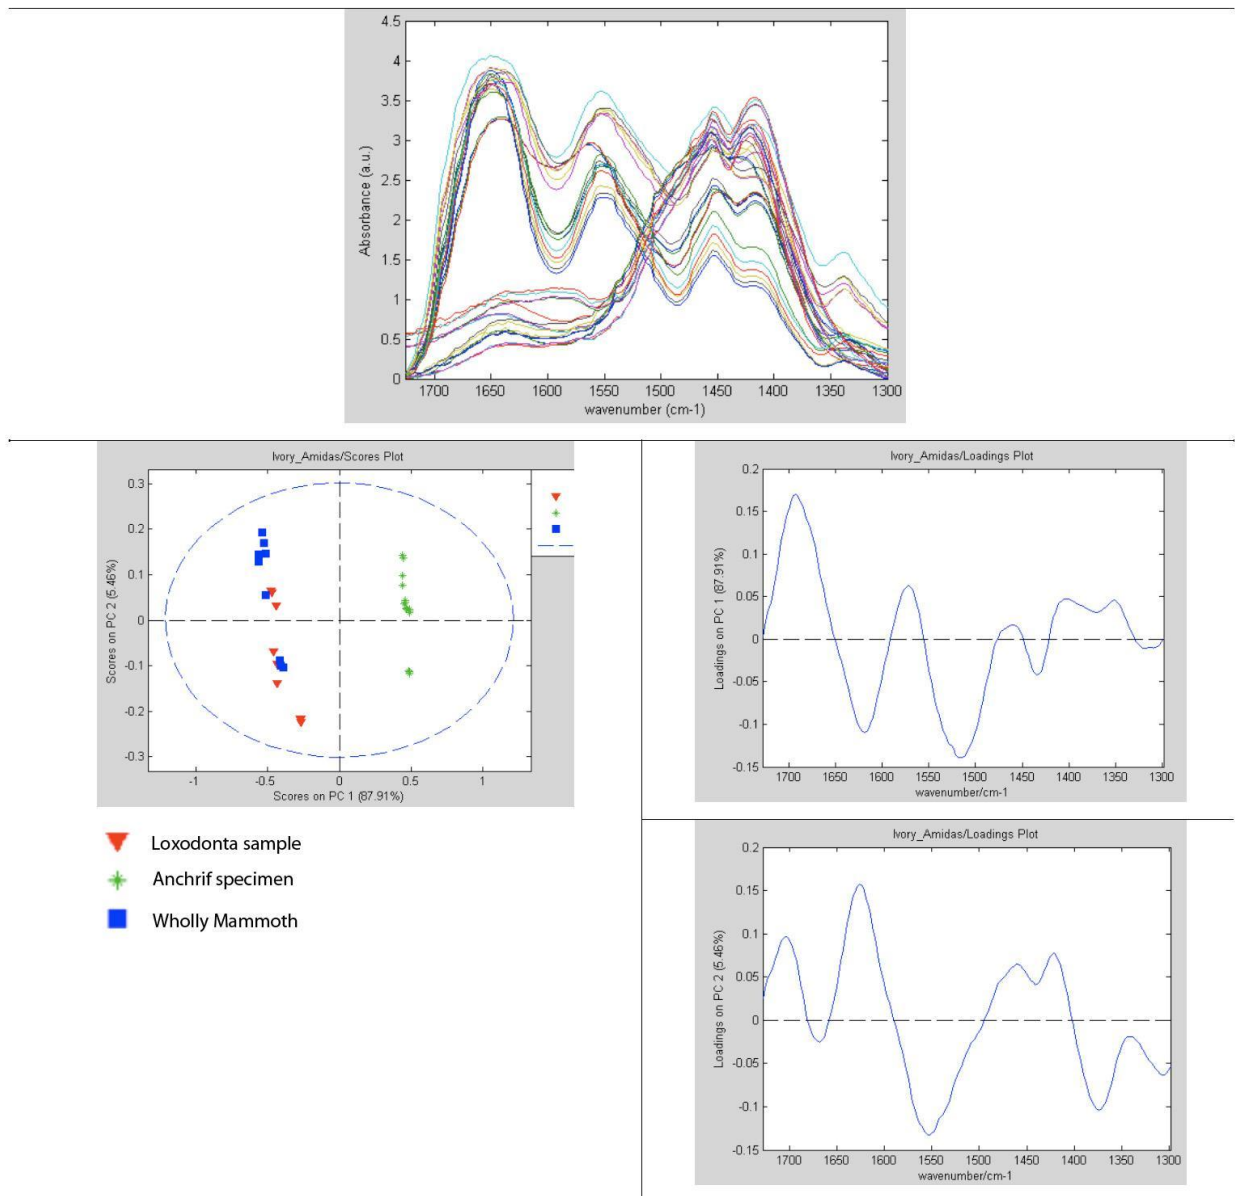 4.5
4
3.5
3
2.5
2
1.5
1
0.5
0
Absorbance (a.u.)
1700 1650 1600 1550 1500 1450 1400 1350 1300
wavenumber (cm-1)
Ivory_Amidas/Scores Plot
0.3
0.2
0.1
0
-0.1
-0.2
-0.3
Scores on PC 2 (5.46%)
-1 -0.5 0 0.5 1
Scores on PC 1 (87.91%)
Loxodonta sample
Anchrif specimen
Wholly Mammoth
Ivory_Amidas/Loadings Plot
0.2
0.15
0.1
0.05
0
-0.05
-0.1
-0.15
Loadings on PC 1 (87.91%)
1700 1650 1600 1550 1500 1450 1400 1350 1300
wavenumber/cm-1
Ivory_Amidas/Loadings Plot
0.2
0.15
0.1
0.05
0
-0.05
-0.1
-0.15
Loadings on PC 2 (5.46%)
1700 1650 1600 1550 1500 1450 1400 1350 1300
wavenumber/cm-1